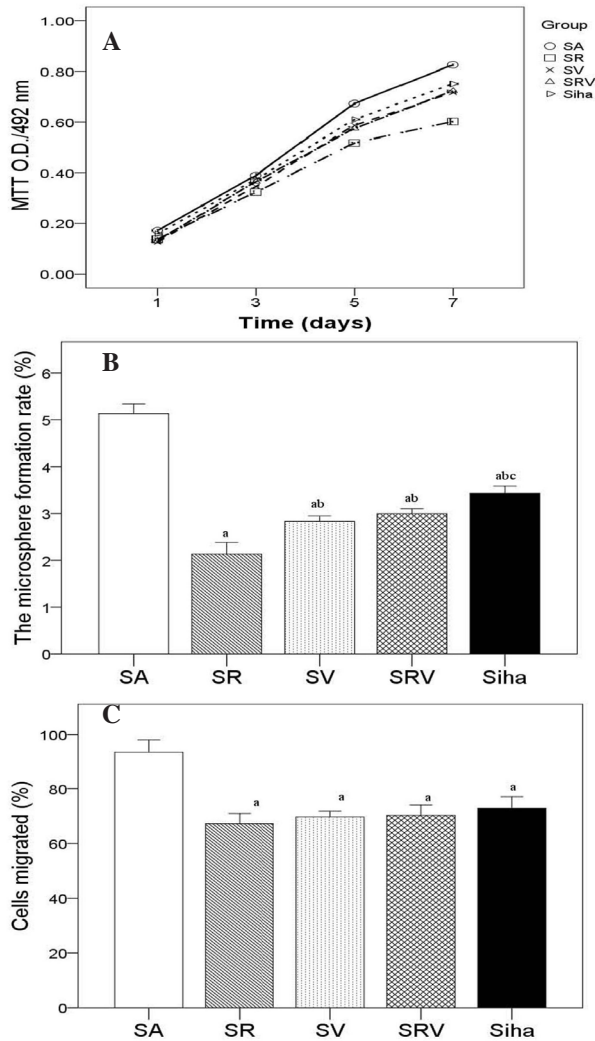 A
1.00
0.80
0.60
0.40
0.20
0.00
MTT O.D./492 nm
1
3
5
7
Time (days)
Group
SA
SR
SV
SRV
Siha
B
The microsphere formation rate (%)
6
5
4
3
2
1
0
a
ab
ab
abc
SA
SR
SV
SRV
Siha
C
Cells migrated (%)
100
80
60
40
20
0
a
a
a
a
SA
SR
SV
SRV
Siha